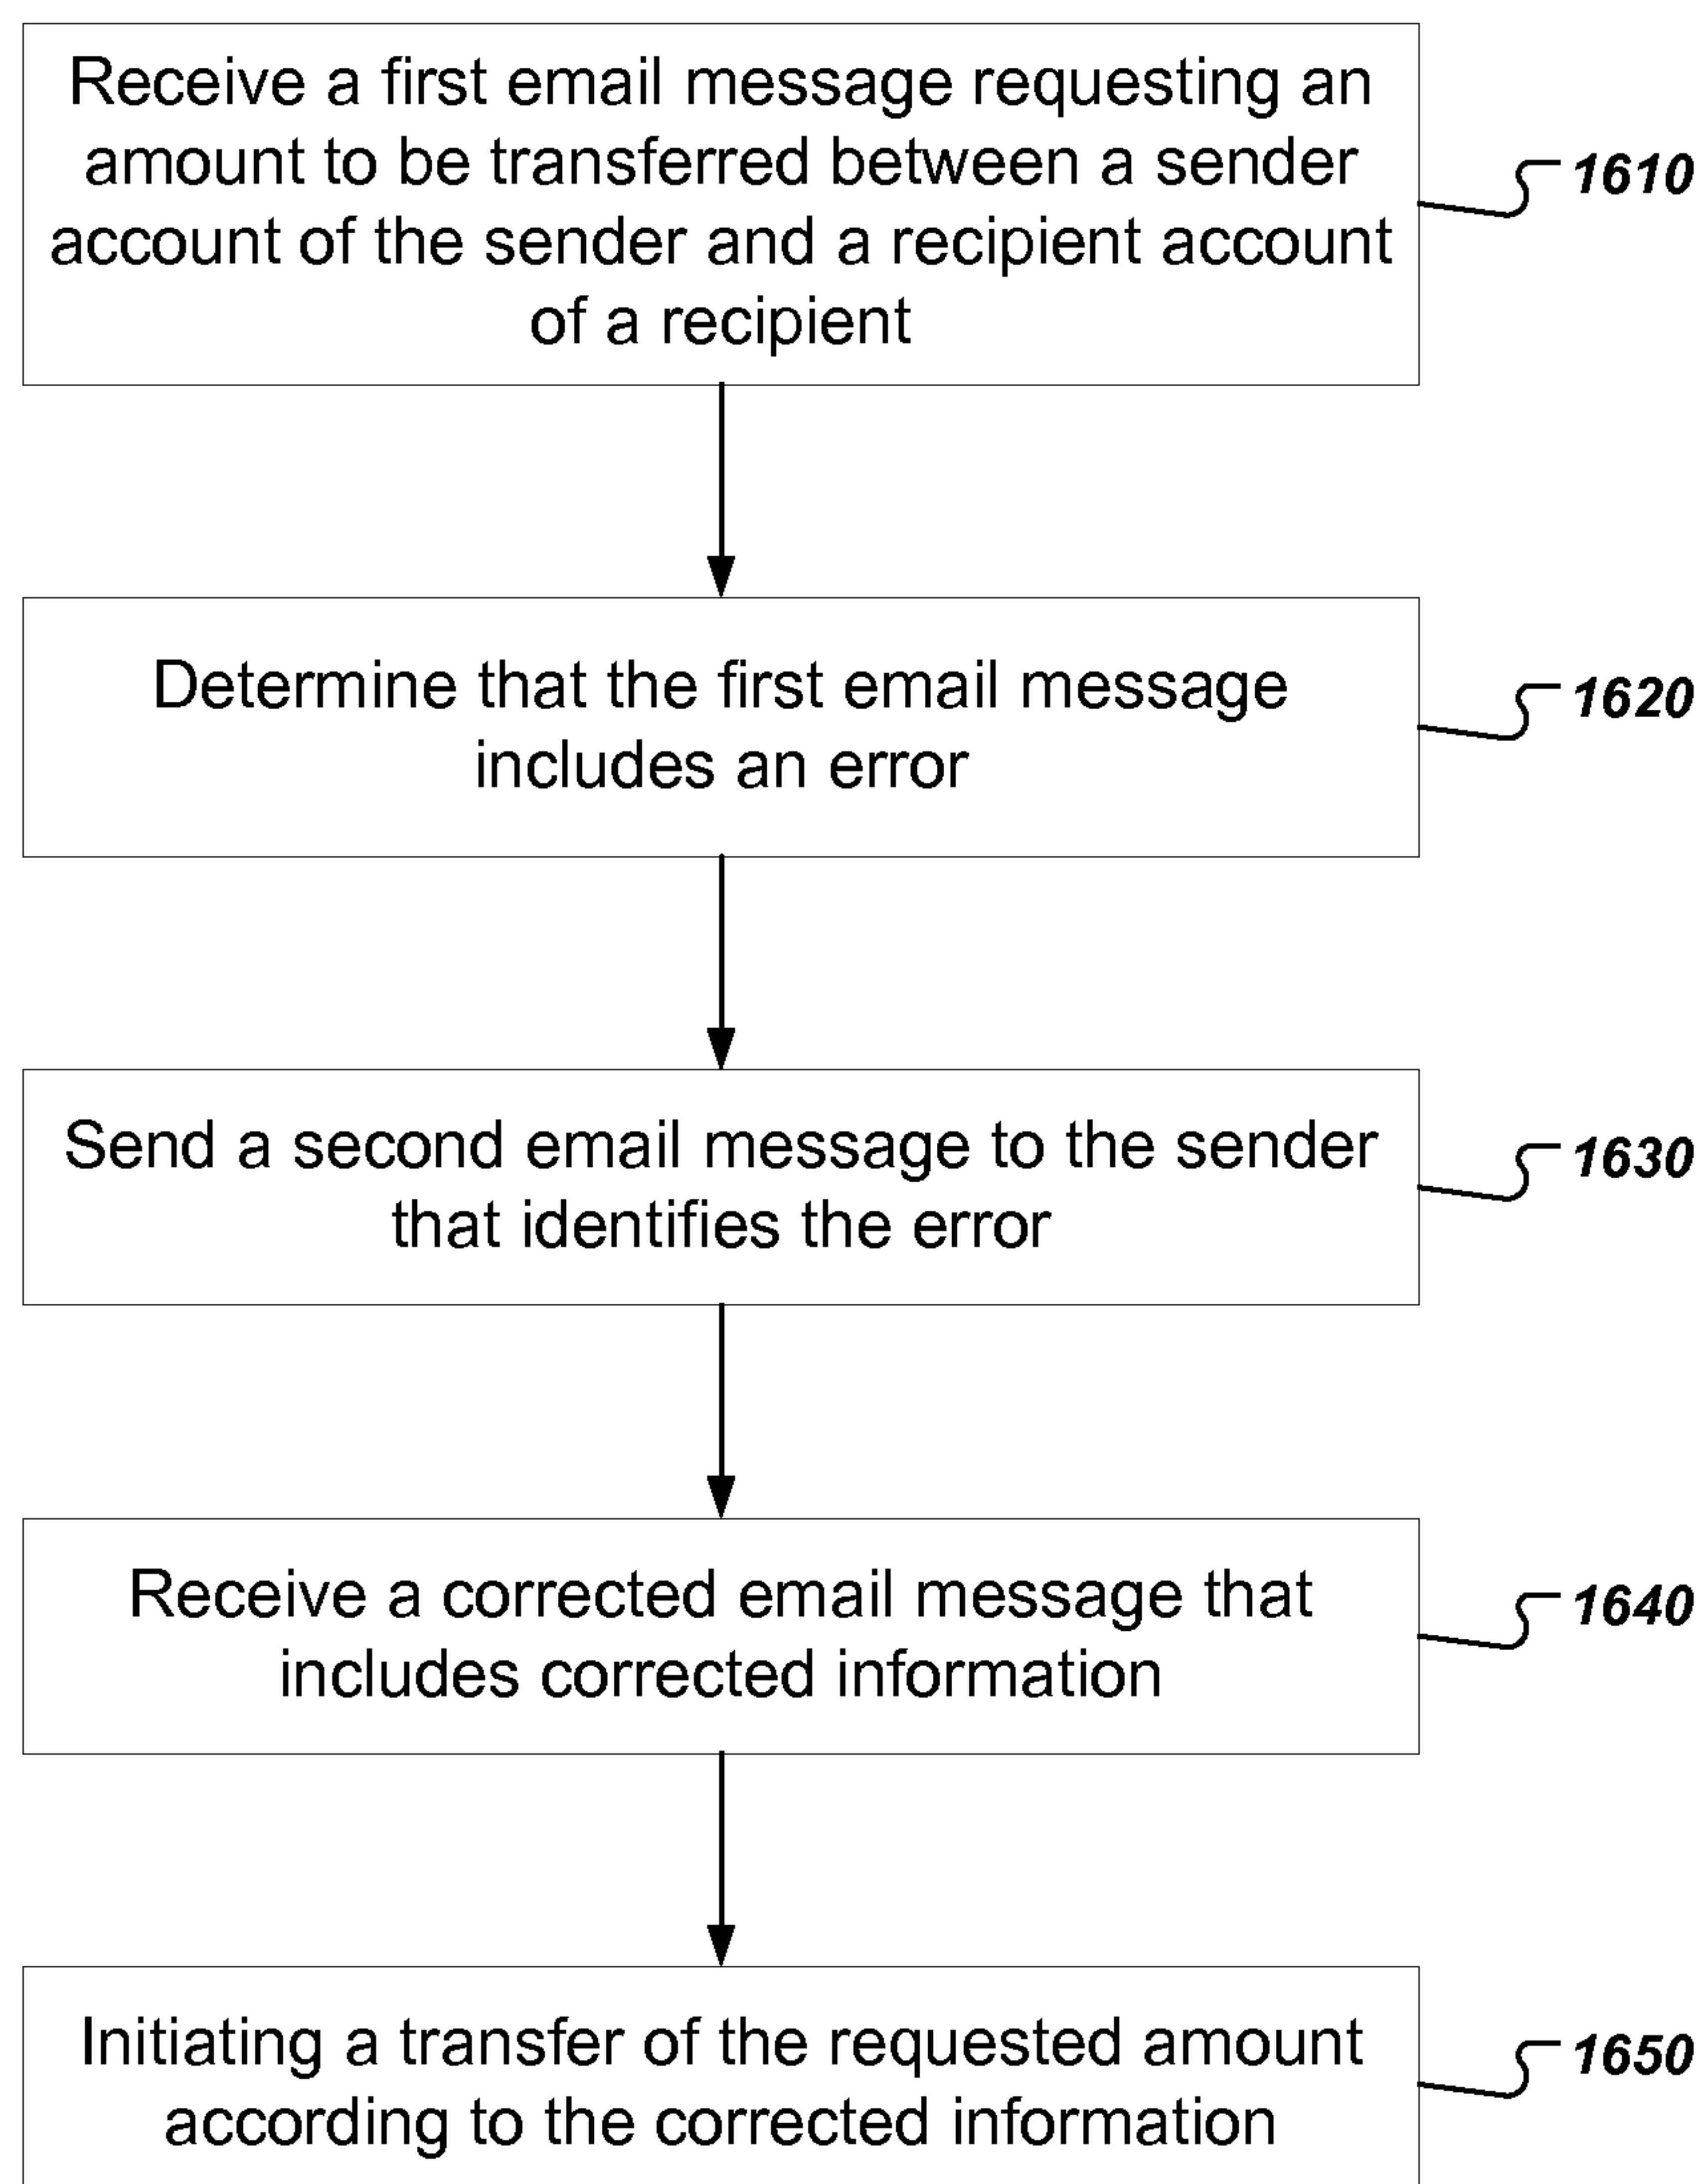 Receive a first email message requesting an
amount to be transferred between a sender
account of the sender and a recipient account
of a recipient
1610
Determine that the first email message
includes an error
1620
Send a second email message to the sender
that identifies the error
1630
Receive a corrected email message that
includes corrected information
1640
Initiating a transfer of the requested amount
according to the corrected information
1650